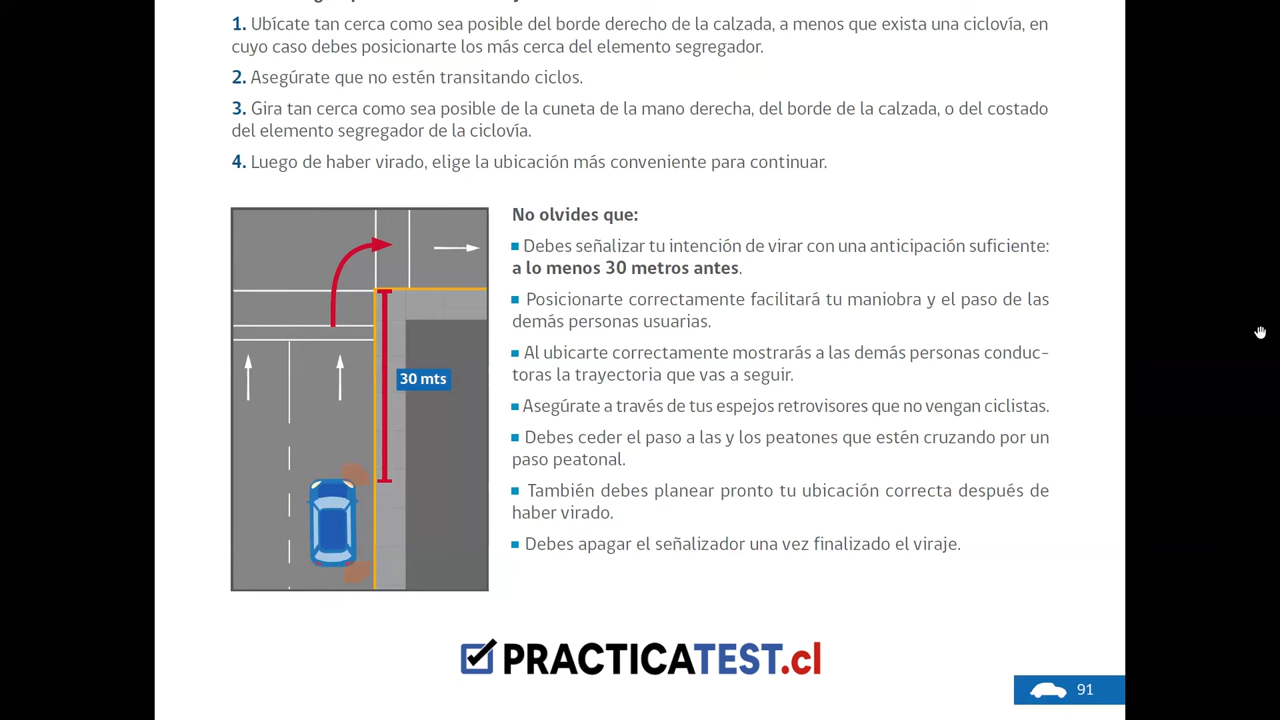 1. Ubícate tan cerca como sea posible del borde derecho de la calzada, a menos que exista una ciclovía, en
cuyo caso debes posicionarte los más cerca del elemento segregador.
2. Asegúrate que no estén transitando ciclos.
3. Gira tan cerca como sea posible de la cuneta de la mano derecha, del borde de la calzada, o del costado
del elemento segregador de la ciclovía.
4. Luego de haber virado, elige la ubicación más conveniente para continuar.
30 mts
No olvides que:
Debes señalizar tu intención de virar con una anticipación suficiente:
a lo menos 30 metros antes.
Posicionarte correctamente facilitará tu maniobra y el paso de las
demás personas usuarias.
Al ubicarte correctamente mostrarás a las demás personas conduc-
toras la trayectoria que vas a seguir.
Asegúrate a través de tus espejos retrovisores que no vengan ciclistas.
Debes ceder el paso a las y los peatones que estén cruzando por un
paso peatonal.
También debes planear pronto tu ubicación correcta después de
haber virado.
Debes apagar el señalizador una vez finalizado el viraje.
PRACTICATEST.cl
91